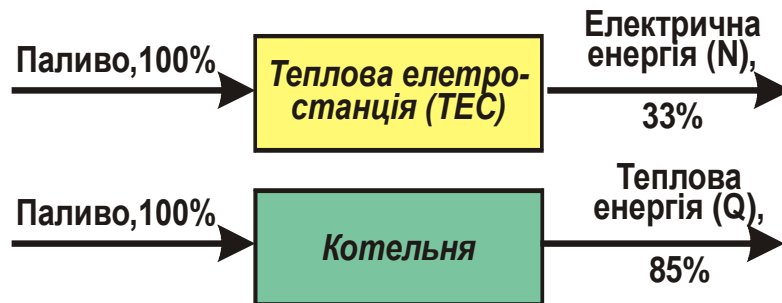 Паливо,100%
Теплова елетро-
станція (ТЕС)
Електрична
енергія (N),
33%
Паливо,100%
Котельня
Теплова
енергія (Q),
85%